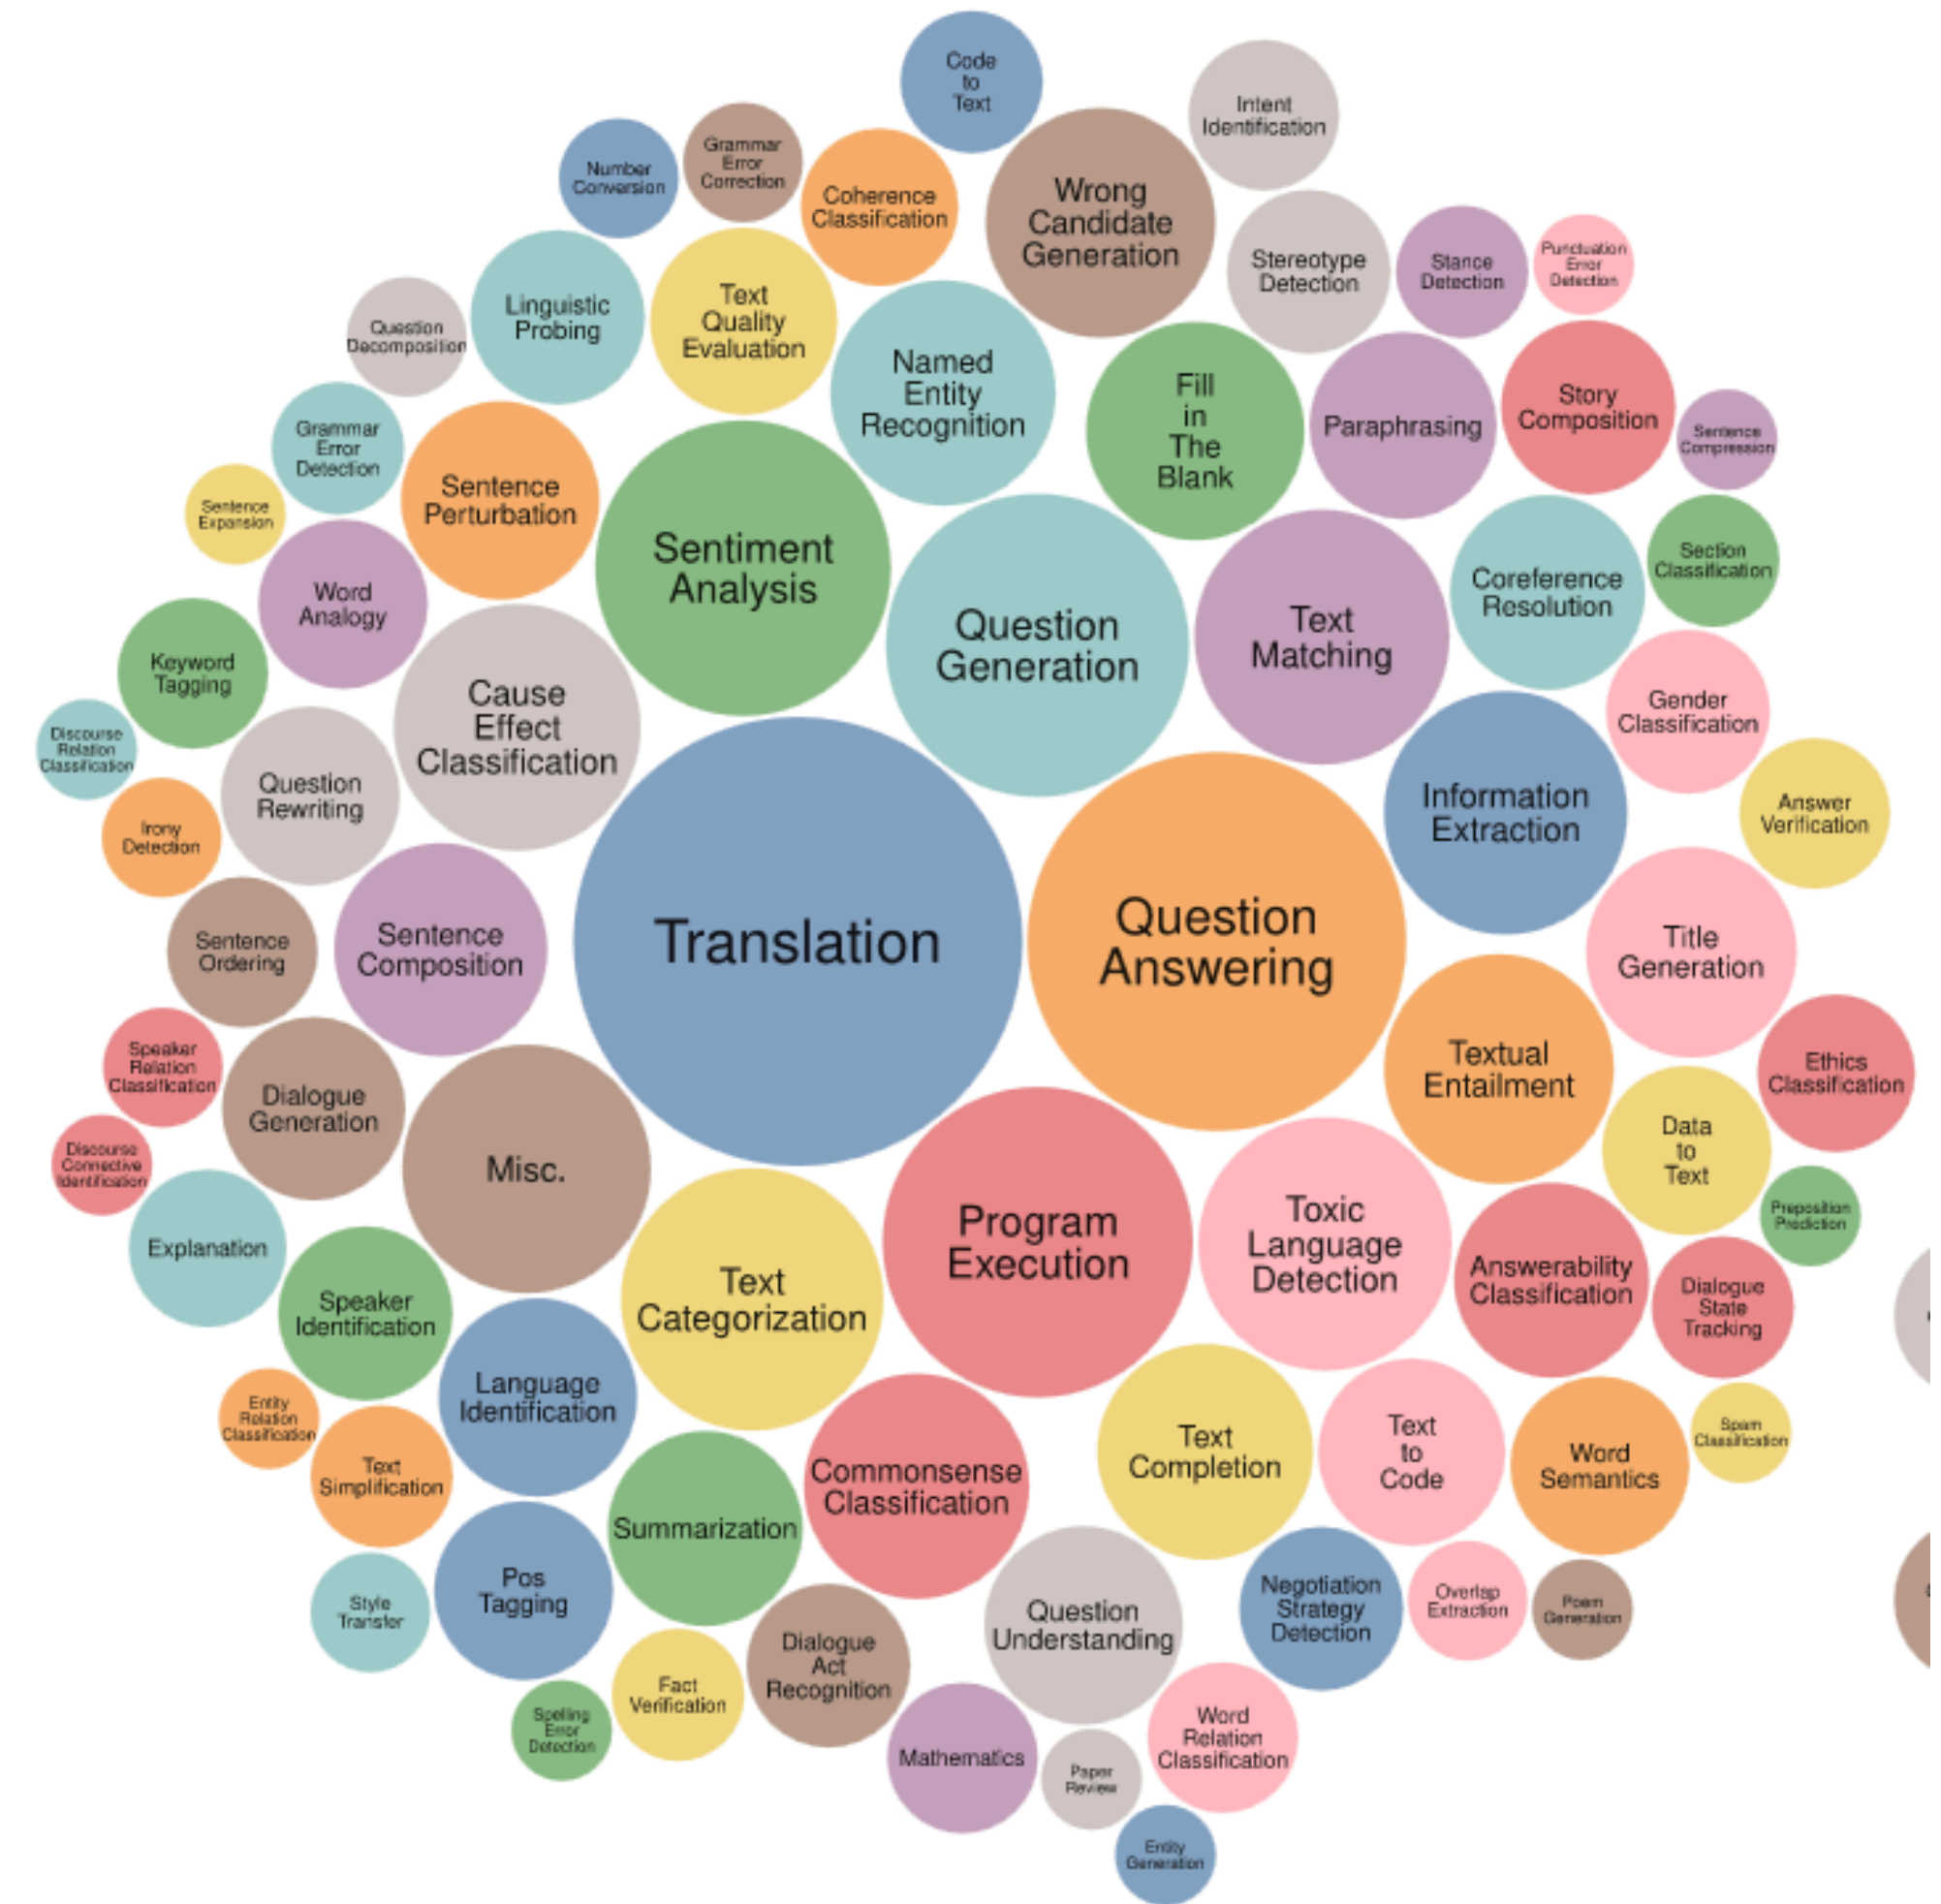 Code
to
Text
Intent
Identification
Number
Conversion
Grammar
Error
Correction
Coherence
Classification
Wrong
Candidate
Generation
Stereotype
Detection
Stance
Detection
Punctuation
Error
Detection
Question
Decomposition
Linguistic
Probing
Text
Quality
Evaluation
Named
Entity
Recognition
Fill
in
The
Blank
Paraphrasing
Story
Composition
Sentence
Compression
Grammar
Error
Detection
Sentence
Expansion
Sentence
Perturbation
Sentiment
Analysis
Question
Generation
Text
Matching
Coreference
Resolution
Section
Classification
Word
Analogy
Keyword
Tagging
Cause
Effect
Classification
Gender
Classification
Discourse
Relation
Classification
Question
Rewriting
Information
Extraction
Answer
Verification
Irony
Detection
Sentence
Ordering
Sentence
Composition
Translation
Question
Answering
Title
Generation
Speaker
Relation
Classification
Dialogue
Generation
Textual
Entailment
Ethics
Classification
Discourse
Connective
Identification
Misc.
Data
to
Text
Preposition
Prediction
Explanation
Speaker
Identification
Text
Categorization
Program
Execution
Toxic
Language
Detection
Answerability
Classification
Dialogue
State
Tracking
Entity
Relation
Classification
Language
Identification
Text
Simplification
Commonsense
Classification
Text
Completion
Text
to
Code
Word
Semantics
Spam
Classification
Summarization
Style
Transfer
Pos
Tagging
Question
Understanding
Negotiation
Strategy
Detection
Overlap
Extraction
Poem
Generation
Spelling
Error
Detection
Fact
Verification
Dialogue
Act
Recognition
Mathematics
Paper
Review
Word
Relation
Classification
Entity
Generation